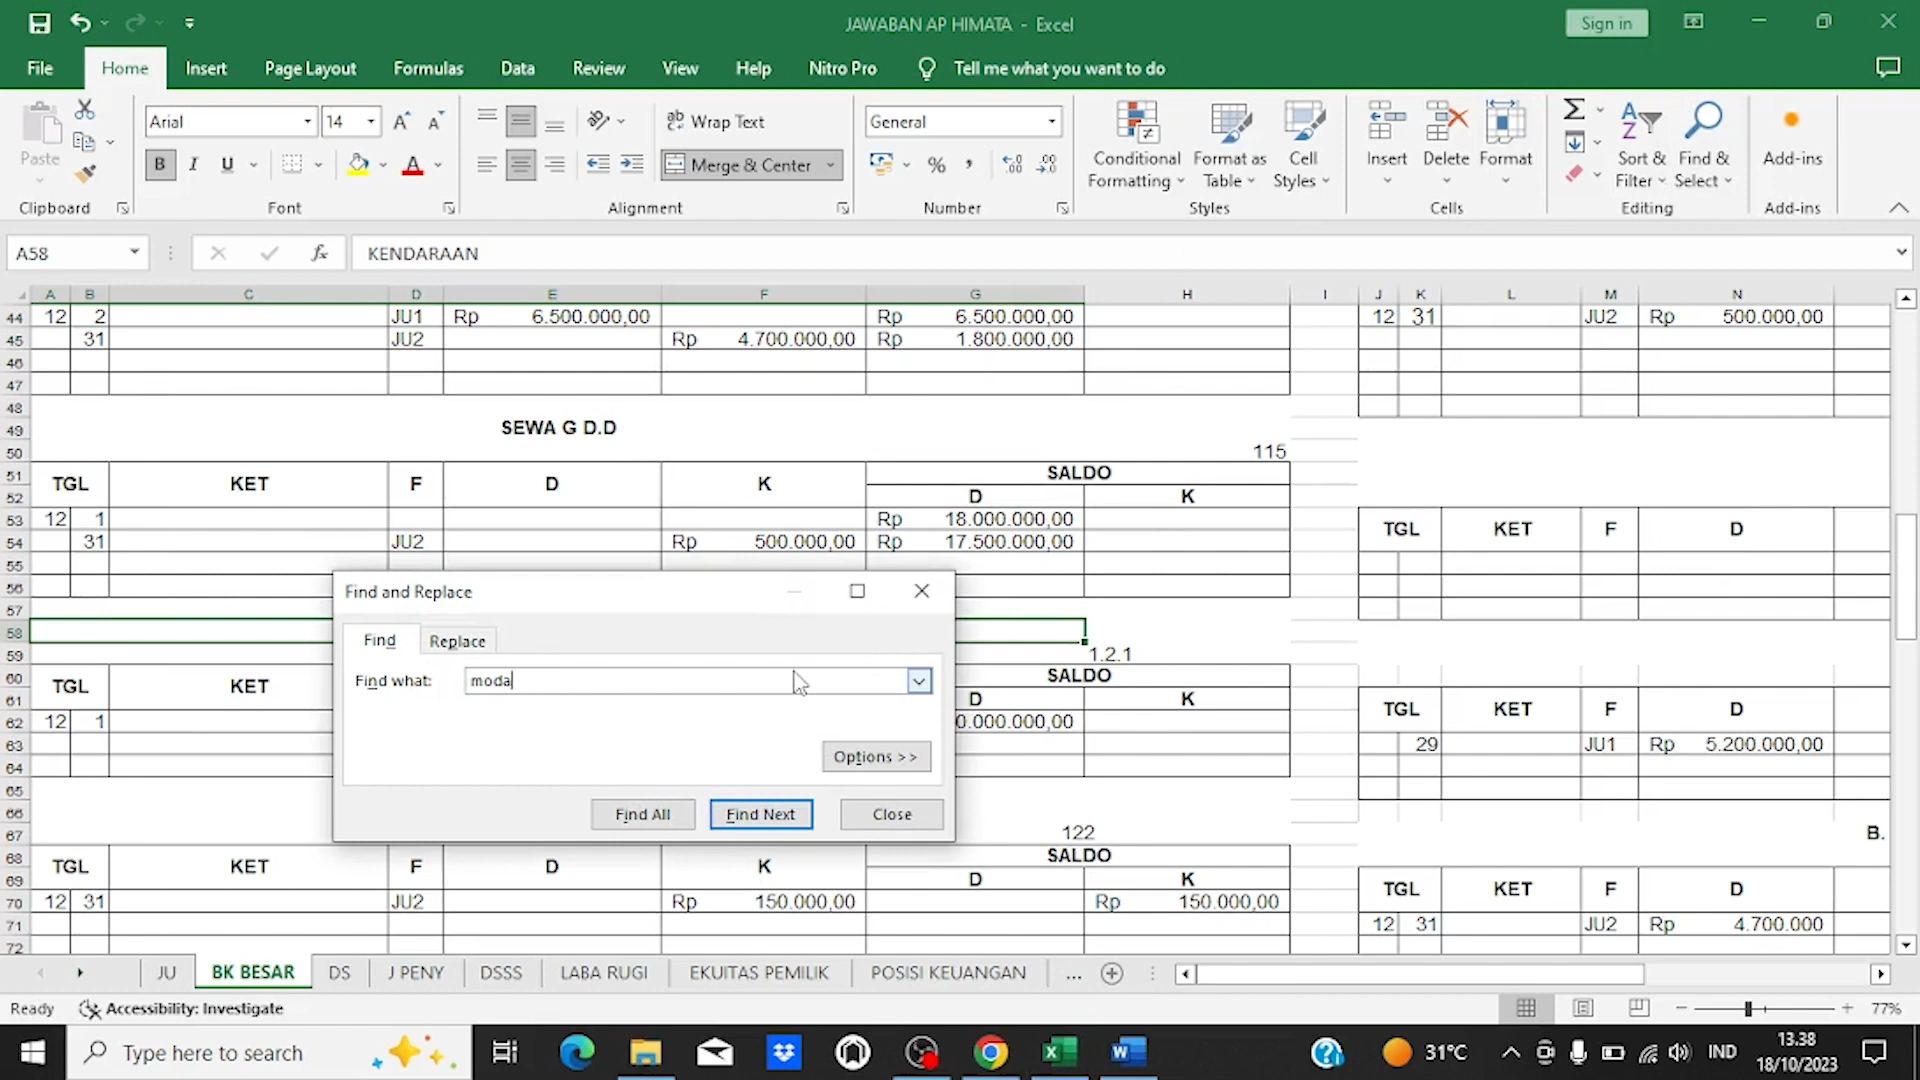 JAWABAN AP HIMATA - Excel
Sign in
File Home Insert Page Layout Formulas Data Review View Help Nitro Pro Tell me what you want to do
Paste
Clipboard
Arial 14
B I U
Font
Wrap Text
Merge & Center
Alignment
General
Number
Conditional Formatting
Format as Table
Cell Styles
Styles
Insert Delete Format
Cells
Sort & Filter
Find & Select
Editing
Add-ins
Add-ins
A58 fx KENDARAAN
A B C D E F G H I J K L M N
44 12 2 JU1 Rp 6.500.000,00 Rp 6.500.000,00 12 31 JU2 Rp 500.000,00
45 31 JU2 Rp 4.700.000,00 Rp 1.800.000,00
46
47
48
49 SEWA G D.D
50 115
51 TGL KET F D K SALDO
52 D K
53 12 1 Rp 18.000.000,00 TGL KET F D
54 31 JU2 Rp 500.000,00 Rp 17.500.000,00
55
56
57
58
59 1.2.1
60 TGL KET SALDO
61 D K TGL KET F D
62 12 1 0.000.000,00
63 29 JU1 Rp 5.200.000,00
64
65
66
67 122 B.
68 TGL KET F D K SALDO
69 D K TGL KET F D
70 12 31 JU2 Rp 150.000,00 Rp 150.000,00
71 12 31 JU2 Rp 4.700.000
72
Find and Replace
Find Replace
Find what: moda
Options >>
Find All Find Next Close
JU BK BESAR DS J PENY DSSS LABA RUGI EKUITAS PEMILIK POSISI KEUANGAN ...
Ready Accessibility: Investigate 77%
Type here to search
31°C
IND
13.38
18/10/2023